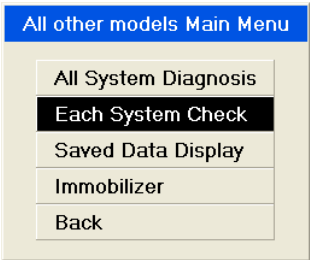 All other models Main Menu
All System Diagnosis
Each System Check
Saved Data Display
Immobilizer
Back